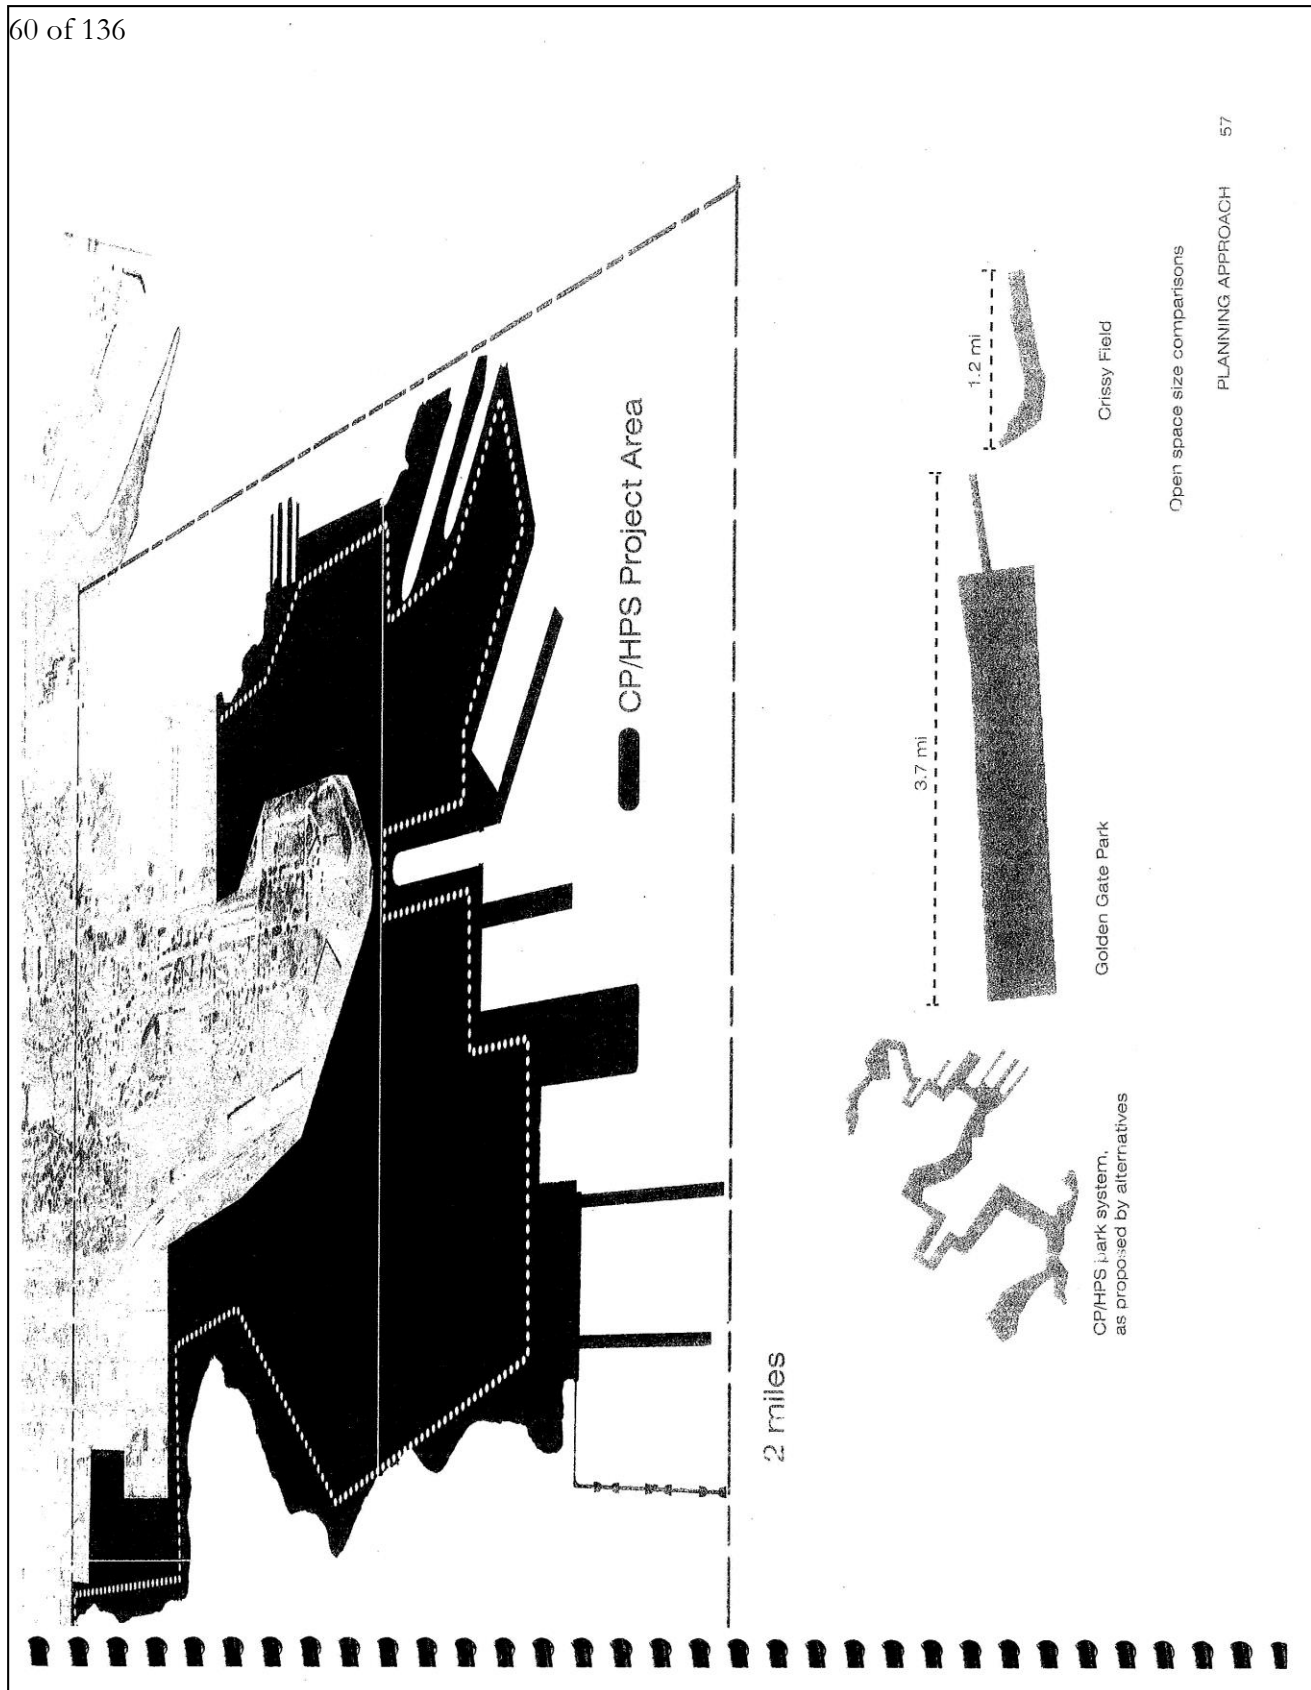 60 of 136
CP/HPS Project Area
2 miles
CP/HPS park system,
as proposed by alternatives
3.7 mi
Golden Gate Park
1.2 mi
Crissy Field
Open space size comparisons
PLANNING APPROACH 57